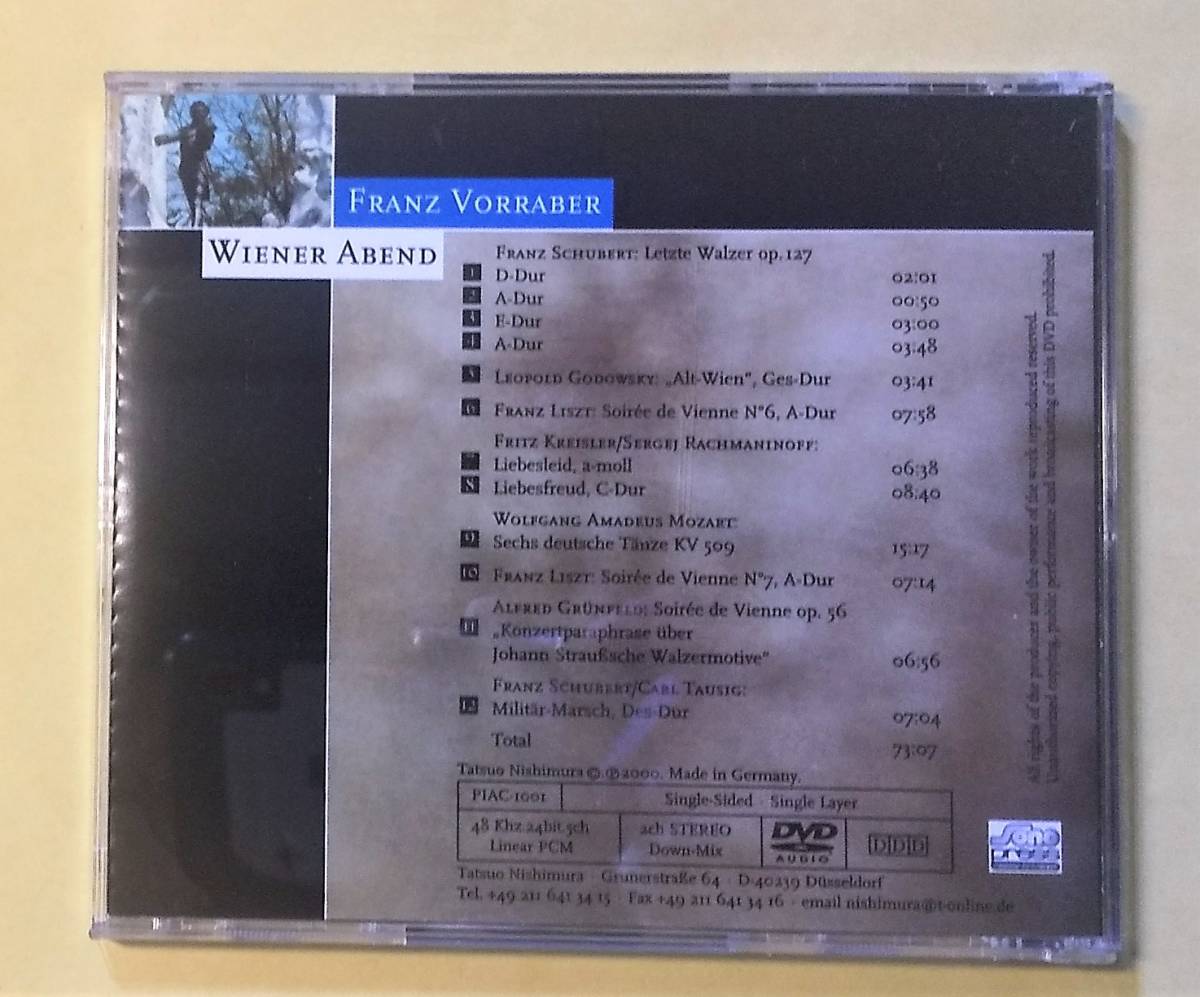 FRANZ VORRABER
WIENER ABEND
FRANZ SCHUBERT: Letzte Walzer op. 127
1 D-Dur 02:01
2 A-Dur 00:50
3 E-Dur 03:00
4 A-Dur 03:48
5 LEOPOLD GODOWSKY: „Alt-Wien“, Ges-Dur 03:41
6 FRANZ LISZT: Soirée de Vienne N°6, A-Dur 07:58
FRITZ KREISLER/SERGEJ RACHMANINOFF:
7 Liebesleid, a-moll 06:38
8 Liebesfreud, C-Dur 08:40
WOLFGANG AMADEUS MOZART:
9 Sechs deutsche Tänze KV 509 15:17
10 FRANZ LISZT: Soirée de Vienne N°7, A-Dur 07:14
ALFRED GRÜNFELD: Soirée de Vienne op. 56
11 „Konzertparaphrase über
Johann Straußsche Walzermotive“ 06:56
FRANZ SCHUBERT/CARL TAUSIG:
12 Militär-Marsch, Des-Dur 07:04
Total 73:07
Tatsuo Nishimura © ℗ 2000. Made in Germany.
PIAC-1001 Single-Sided · Single Layer
48 Khz 24bit 5ch
Linear PCM
2ch STEREO
Down-Mix
DVD
AUDIO
DDD
Tatsuo Nishimura · Grunerstraße 64 · D-40239 Düsseldorf
Tel. +49 211 641 34 15 · Fax +49 211 641 34 16 · email nishimura@t-online.de
All rights of the producer and the owner of the work reproduced reserved.
Unauthorized copying, public performance and broadcasting of this DVD prohibited.